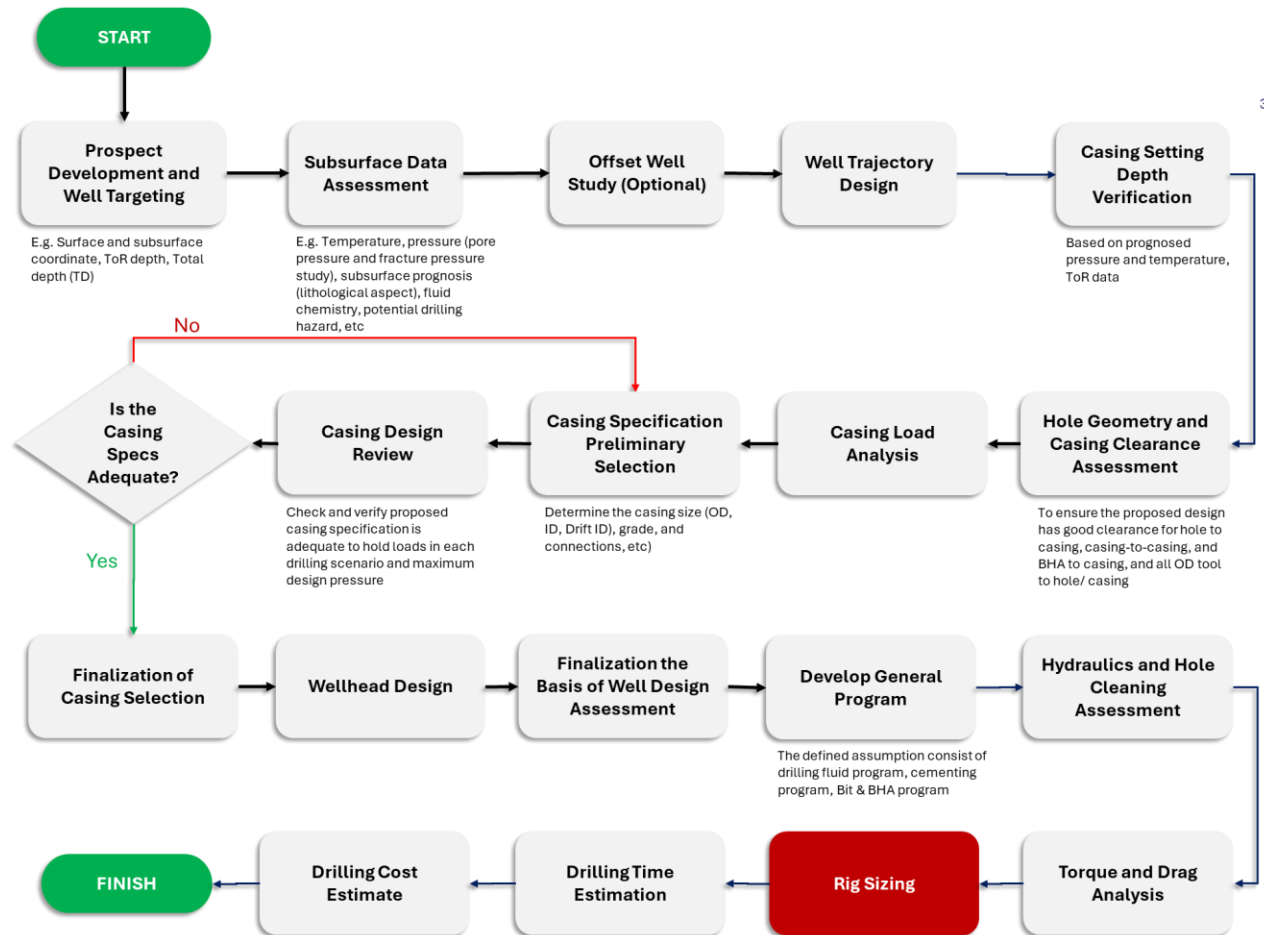 START
3
Prospect
Development and
Well Targeting
Subsurface Data
Assessment
Offset Well
Study (Optional)
Well Trajectory
Design
Casing Setting
Depth
Verification
E.g. Surface and subsurface
coordinate, ToR depth, Total
depth (TD)
E.g. Temperature, pressure (pore
pressure and fracture pressure
study), subsurface prognosis
(lithological aspect), fluid
chemistry, potential drilling
hazard, etc
Based on prognosed
pressure and temperature,
ToR data
No
Is the
Casing
Specs
Adequate?
Casing Design
Review
Casing Specification
Preliminary
Selection
Casing Load
Analysis
Hole Geometry and
Casing Clearance
Assessment
Check and verify proposed
casing specification is
adequate to hold loads in each
drilling scenario and maximum
design pressure
Determine the casing size (OD,
ID, Drift ID), grade, and
connections, etc)
To ensure the proposed design
has good clearance for hole to
casing, casing-to-casing, and
BHA to casing, and all OD tool
to hole/ casing
Yes
Finalization of
Casing Selection
Wellhead Design
Finalization the
Basis of Well Design
Assessment
Develop General
Program
Hydraulics and Hole
Cleaning
Assessment
The defined assumption consist of
drilling fluid program, cementing
program, Bit & BHA program
FINISH
Drilling Cost
Estimate
Drilling Time
Estimation
Rig Sizing
Torque and Drag
Analysis